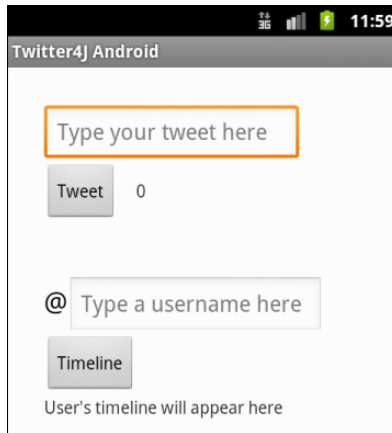 3G 11:59
Twitter4J Android
Type your tweet here
Tweet 0
@ Type a username here
Timeline
User's timeline will appear here